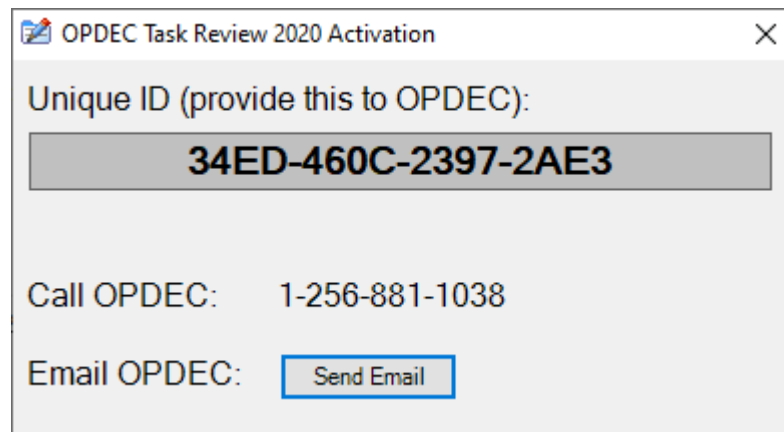 OPDEC Task Review 2020 Activation
Unique ID (provide this to OPDEC):
34ED-460C-2397-2AE3
Call OPDEC: 1-256-881-1038
Email OPDEC: Send Email